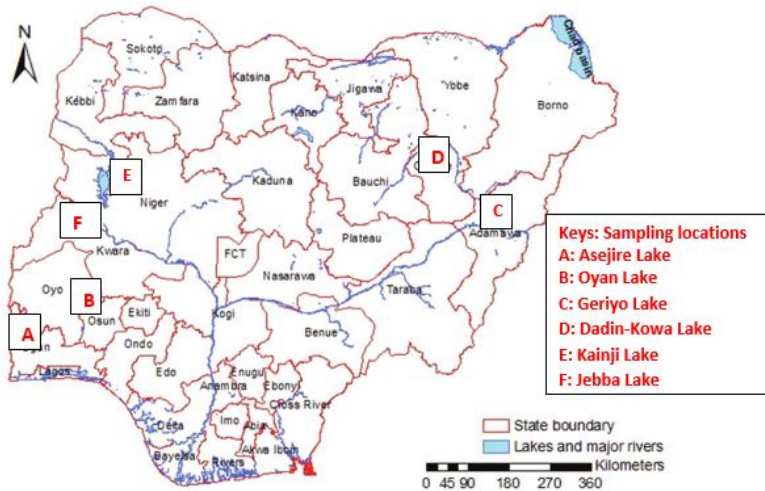 N
Sokoto
Kebbi
Zamfara
Katsina
Kano
Jigawa
Yobe
Borno
Chad basin
E
Niger
Kaduna
Bauchi
D
C
Adamawa
F
Kwara
FCT
Plateau
Nasarawa
Taraba
Oyo
B
Osun
Ekiti
Kogi
Benue
A
Ogun
Ondo
Lagos
Edo
Enugu
Anambra
Ebonyi
Cross River
Delta
Imo
Abia
Bayelsa
Rivers
Akwa Ibom
Keys: Sampling locations
A: Asejire Lake
B: Oyan Lake
C: Geriyo Lake
D: Dadin-Kowa Lake
E: Kainji Lake
F: Jebba Lake
State boundary
Lakes and major rivers
Kilometers
0 45 90 180 270 360